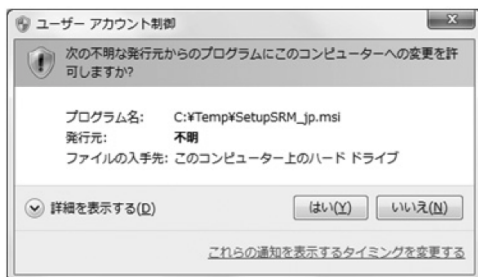 ユーザー アカウント制御
次の不明な発行元からのプログラムにこのコンピューターへの変更を許
可しますか?
プログラム名: C:¥Temp¥SetupSRM_jp.msi
発行元: 不明
ファイルの入手先: このコンピューター上のハード ドライブ
詳細を表示する(D) はい(Y) いいえ(N)
これらの通知を表示するタイミングを変更する